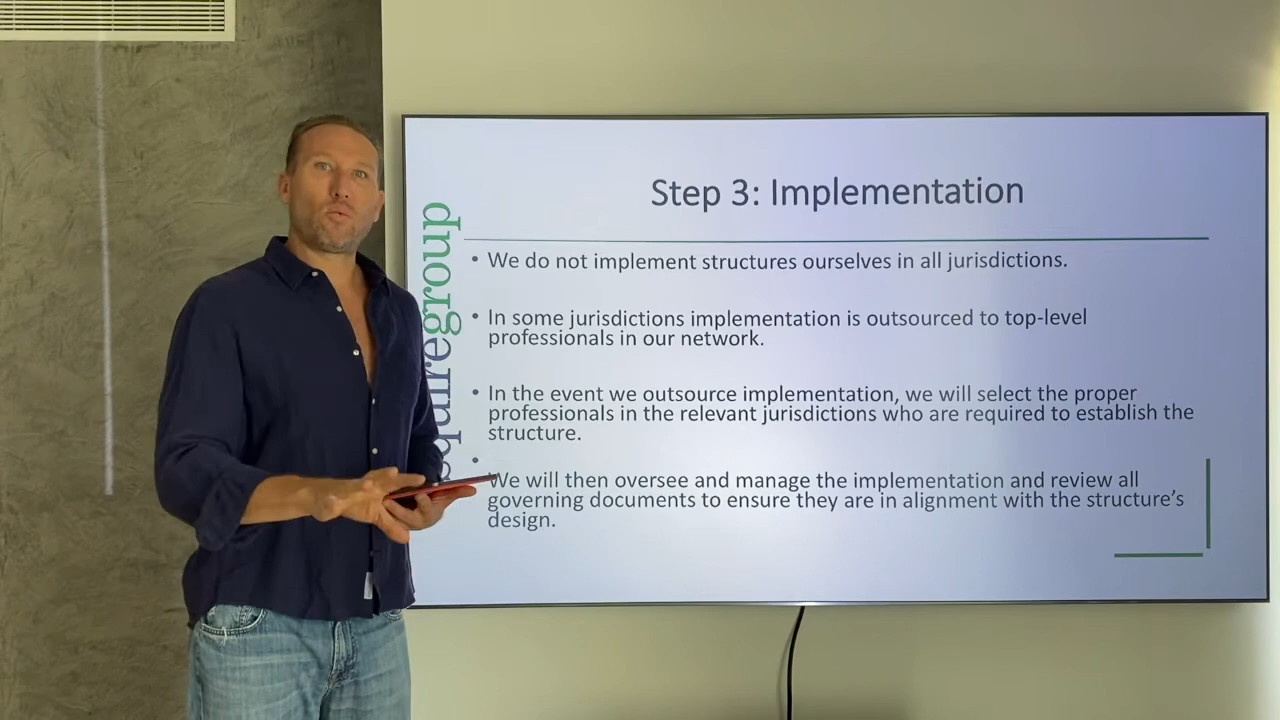 Step 3: Implementation
• We do not implement structures ourselves in all jurisdictions.
• In some jurisdictions implementation is outsourced to top-level
professionals in our network.
• In the event we outsource implementation, we will select the proper
professionals in the relevant jurisdictions who are required to establish the
structure.
•
We will then oversee and manage the implementation and review all
governing documents to ensure they are in alignment with the structure's
design.
squiregroup